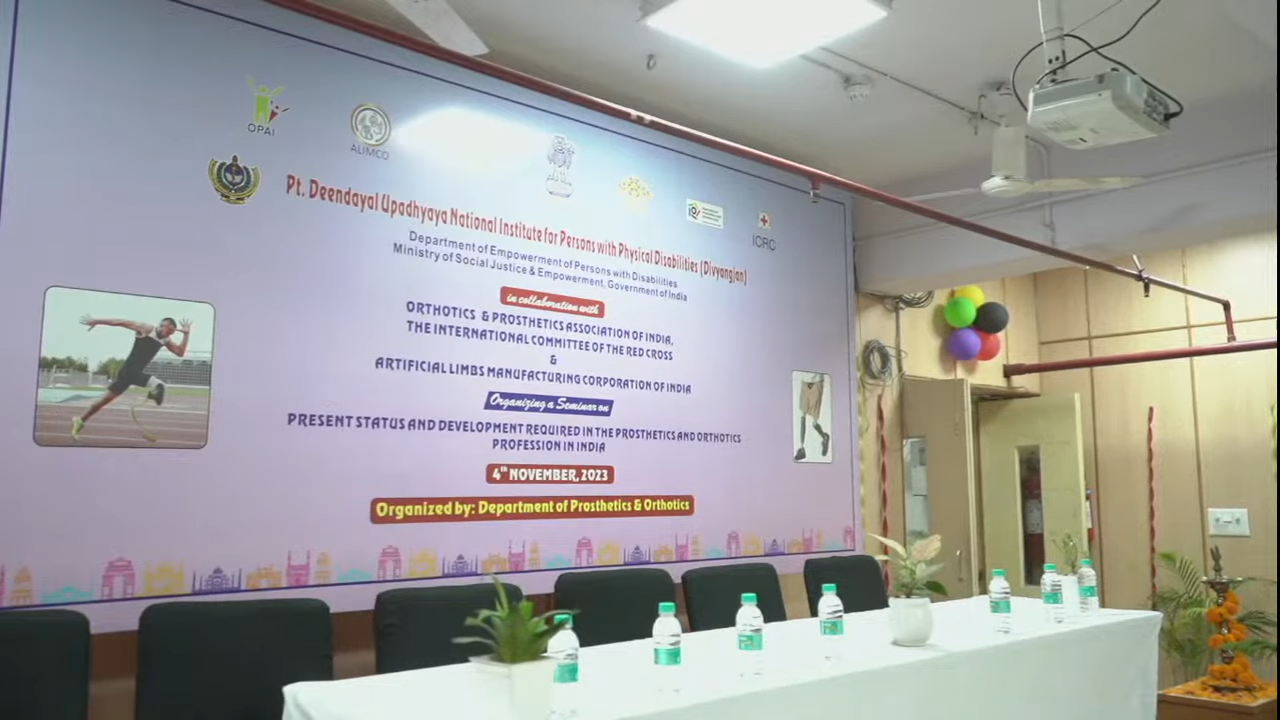 OPAI
ALIMCO
ICRC
Pt. Deendayal Upadhyaya National Institute for Persons with Physical Disabilities (Divyangjan)
Department of Empowerment of Persons with Disabilities
Ministry of Social Justice & Empowerment, Government of India
in collaboration with
ORTHOTICS & PROSTHETICS ASSOCIATION OF INDIA,
THE INTERNATIONAL COMMITTEE OF THE RED CROSS
&
ARTIFICIAL LIMBS MANUFACTURING CORPORATION OF INDIA
Organizing a Seminar on
PRESENT STATUS AND DEVELOPMENT REQUIRED IN THE PROSTHETICS AND ORTHOTICS
PROFESSION IN INDIA
4th NOVEMBER, 2023
Organized by: Department of Prosthetics & Orthotics